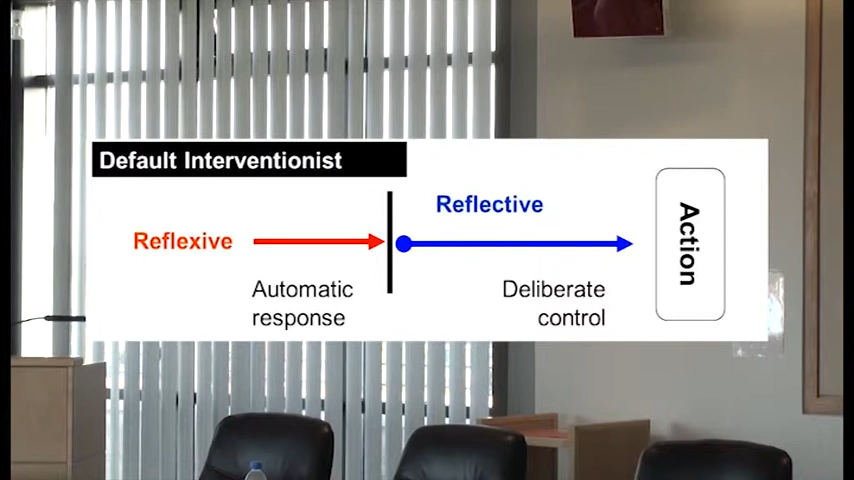 Default Interventionist
Reflective
Reflexive
Action
Automatic
response
Deliberate
control